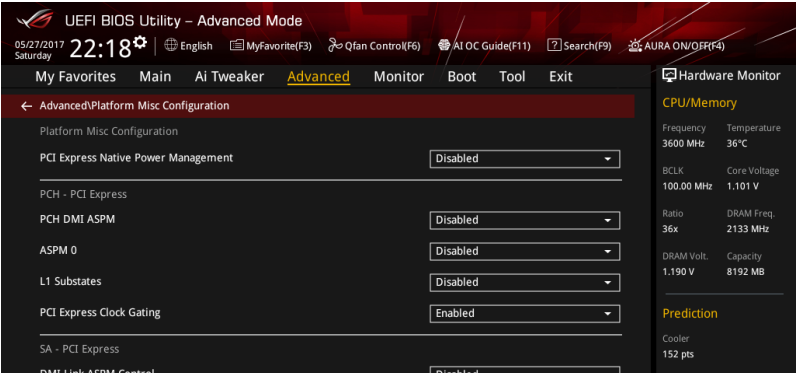 UEFI BIOS Utility – Advanced Mode
05/27/2017 Saturday 22:18 English MyFavorite(F3) Qfan Control(F6) AI OC Guide(F11) Search(F9) AURA ON/OFF(F4)
My Favorites Main Ai Tweaker Advanced Monitor Boot Tool Exit
Advanced\Platform Misc Configuration
Platform Misc Configuration
PCI Express Native Power Management Disabled
PCH - PCI Express
PCH DMI ASPM Disabled
ASPM 0 Disabled
L1 Substates Disabled
PCI Express Clock Gating Enabled
SA - PCI Express
DMI Link ASPM Control Disabled
Hardware Monitor
CPU/Memory
Frequency Temperature
3600 MHz 36°C
BCLK Core Voltage
100.00 MHz 1.101 V
Ratio DRAM Freq.
36x 2133 MHz
DRAM Volt. Capacity
1.190 V 8192 MB
Prediction
Cooler
152 pts